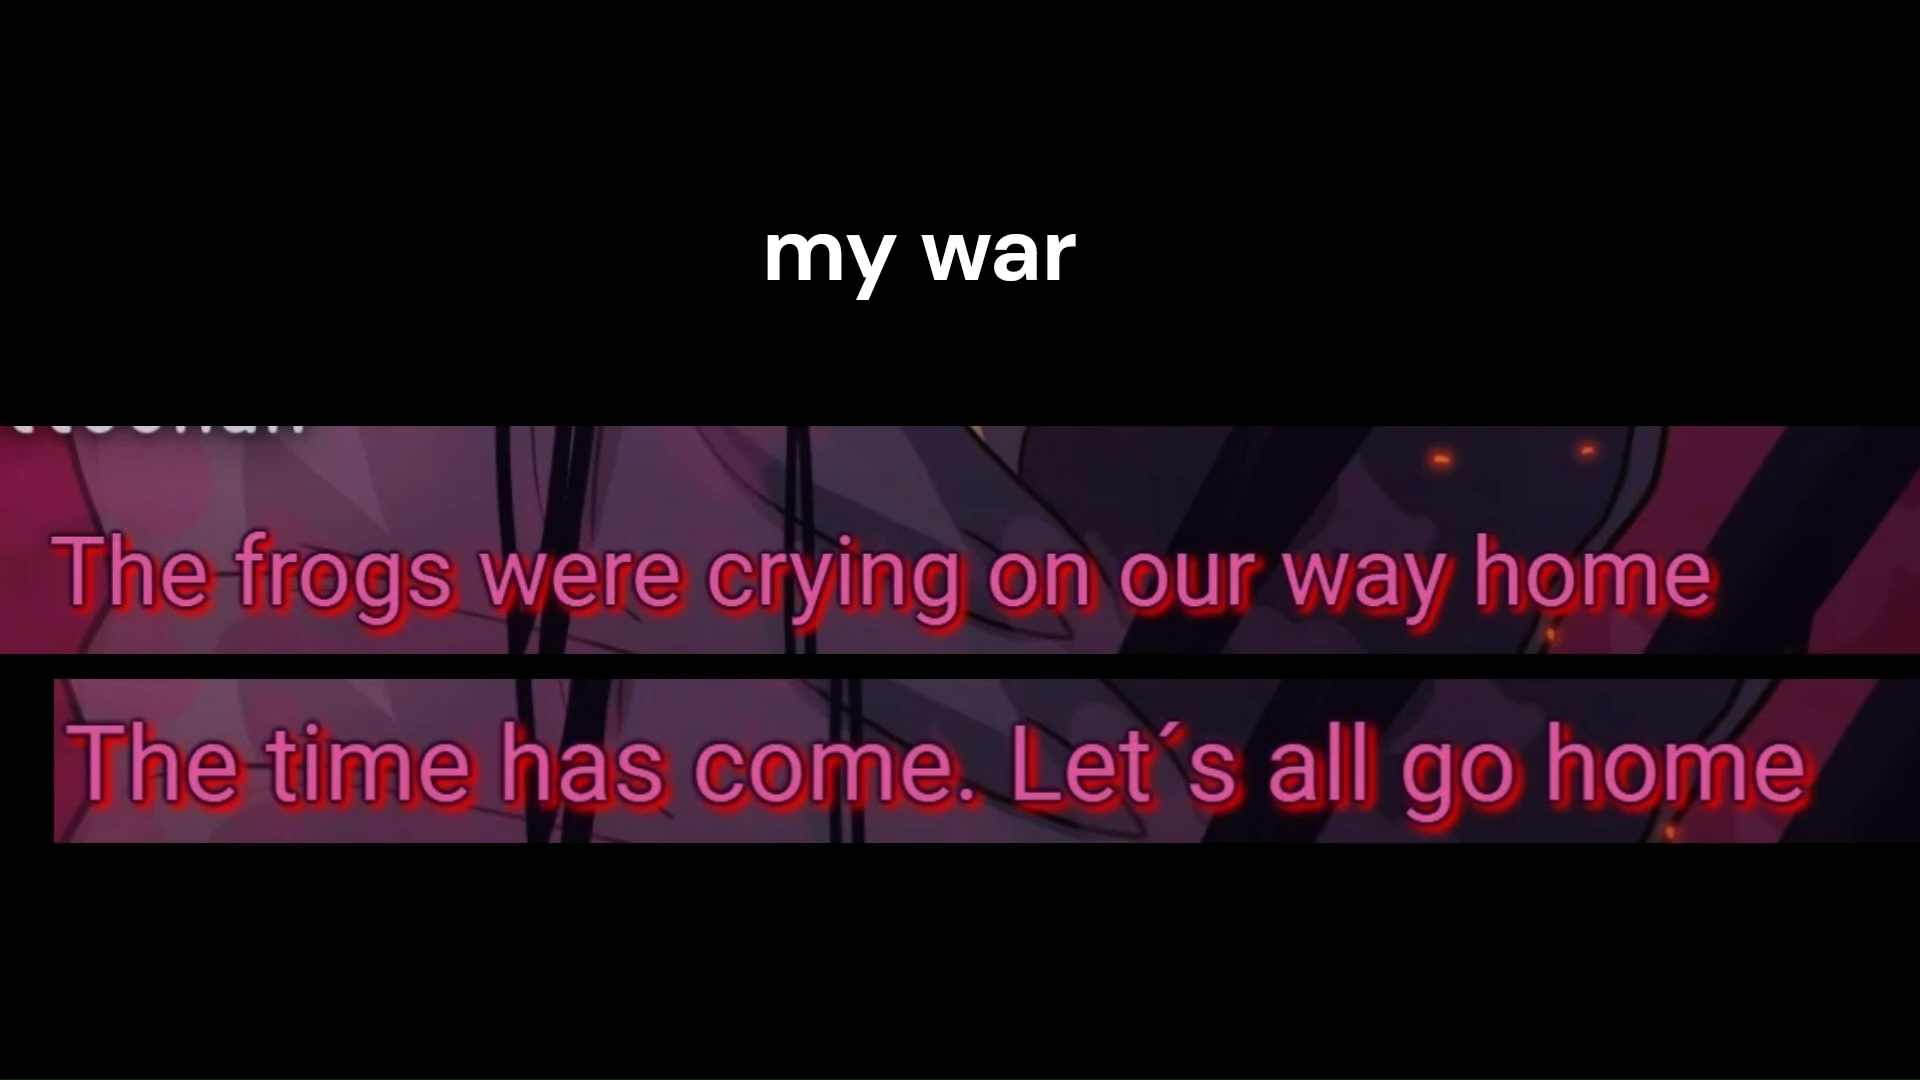 my war
The frogs were crying on our way home
The time has come. Let´s all go home